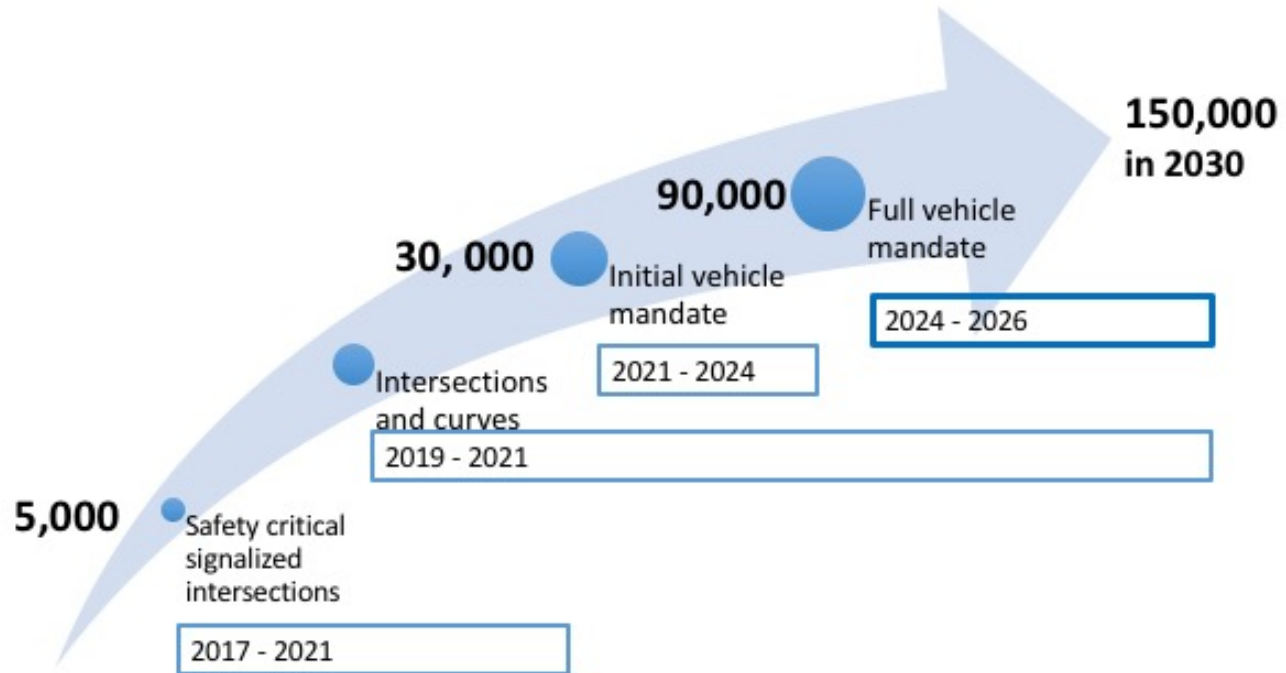 150,000
in 2030
90,000
Full vehicle
mandate
2024 - 2026
30, 000
Initial vehicle
mandate
2021 - 2024
Intersections
and curves
2019 - 2021
5,000
Safety critical
signalized
intersections
2017 - 2021